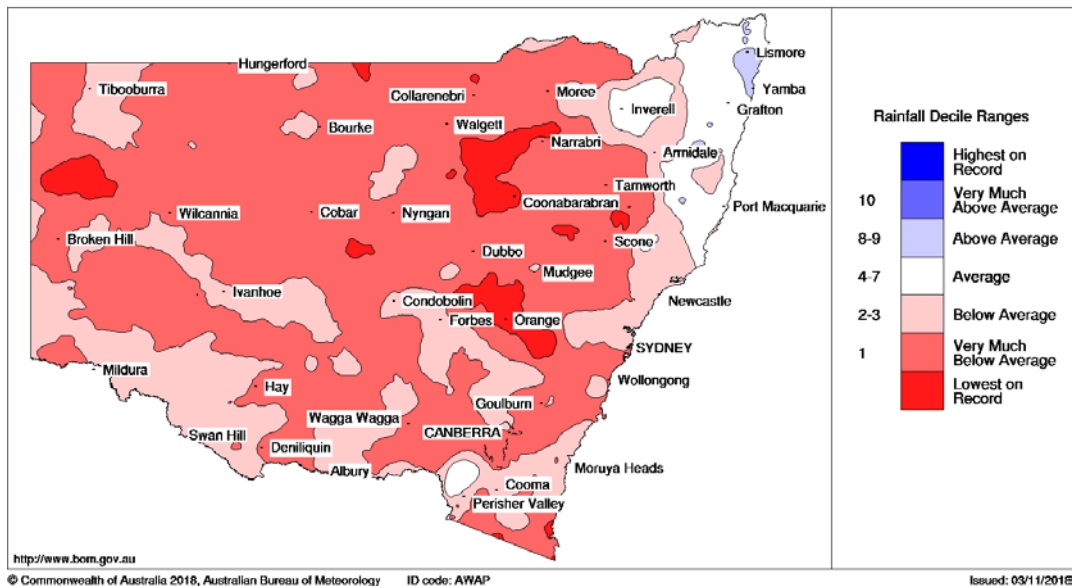 Hungerford
Lismore
Tibooburra
Collarenebri
Moree
Inverell
Yamba
Grafton
Bourke
Walgett
Narrabri
Armidale
Tamworth
Wilcannia
Cobar
Nyngan
Coonabarabran
Port Macquarie
Broken Hill
Dubbo
Scone
Mudgee
Ivanhoe
Condobolin
Newcastle
Forbes
Orange
SYDNEY
Mildura
Hay
Wollongong
Goulburn
Wagga Wagga
Swan Hill
CANBERRA
Deniliquin
Albury
Moruya Heads
Cooma
Perisher Valley
Rainfall Decile Ranges
Highest on
Record
10 Very Much
Above Average
8-9 Above Average
4-7 Average
2-3 Below Average
1 Very Much
Below Average
Lowest on
Record
http://www.bom.gov.au
© Commonwealth of Australia 2018, Australian Bureau of Meteorology ID code: AWAP Issued: 03/11/2018